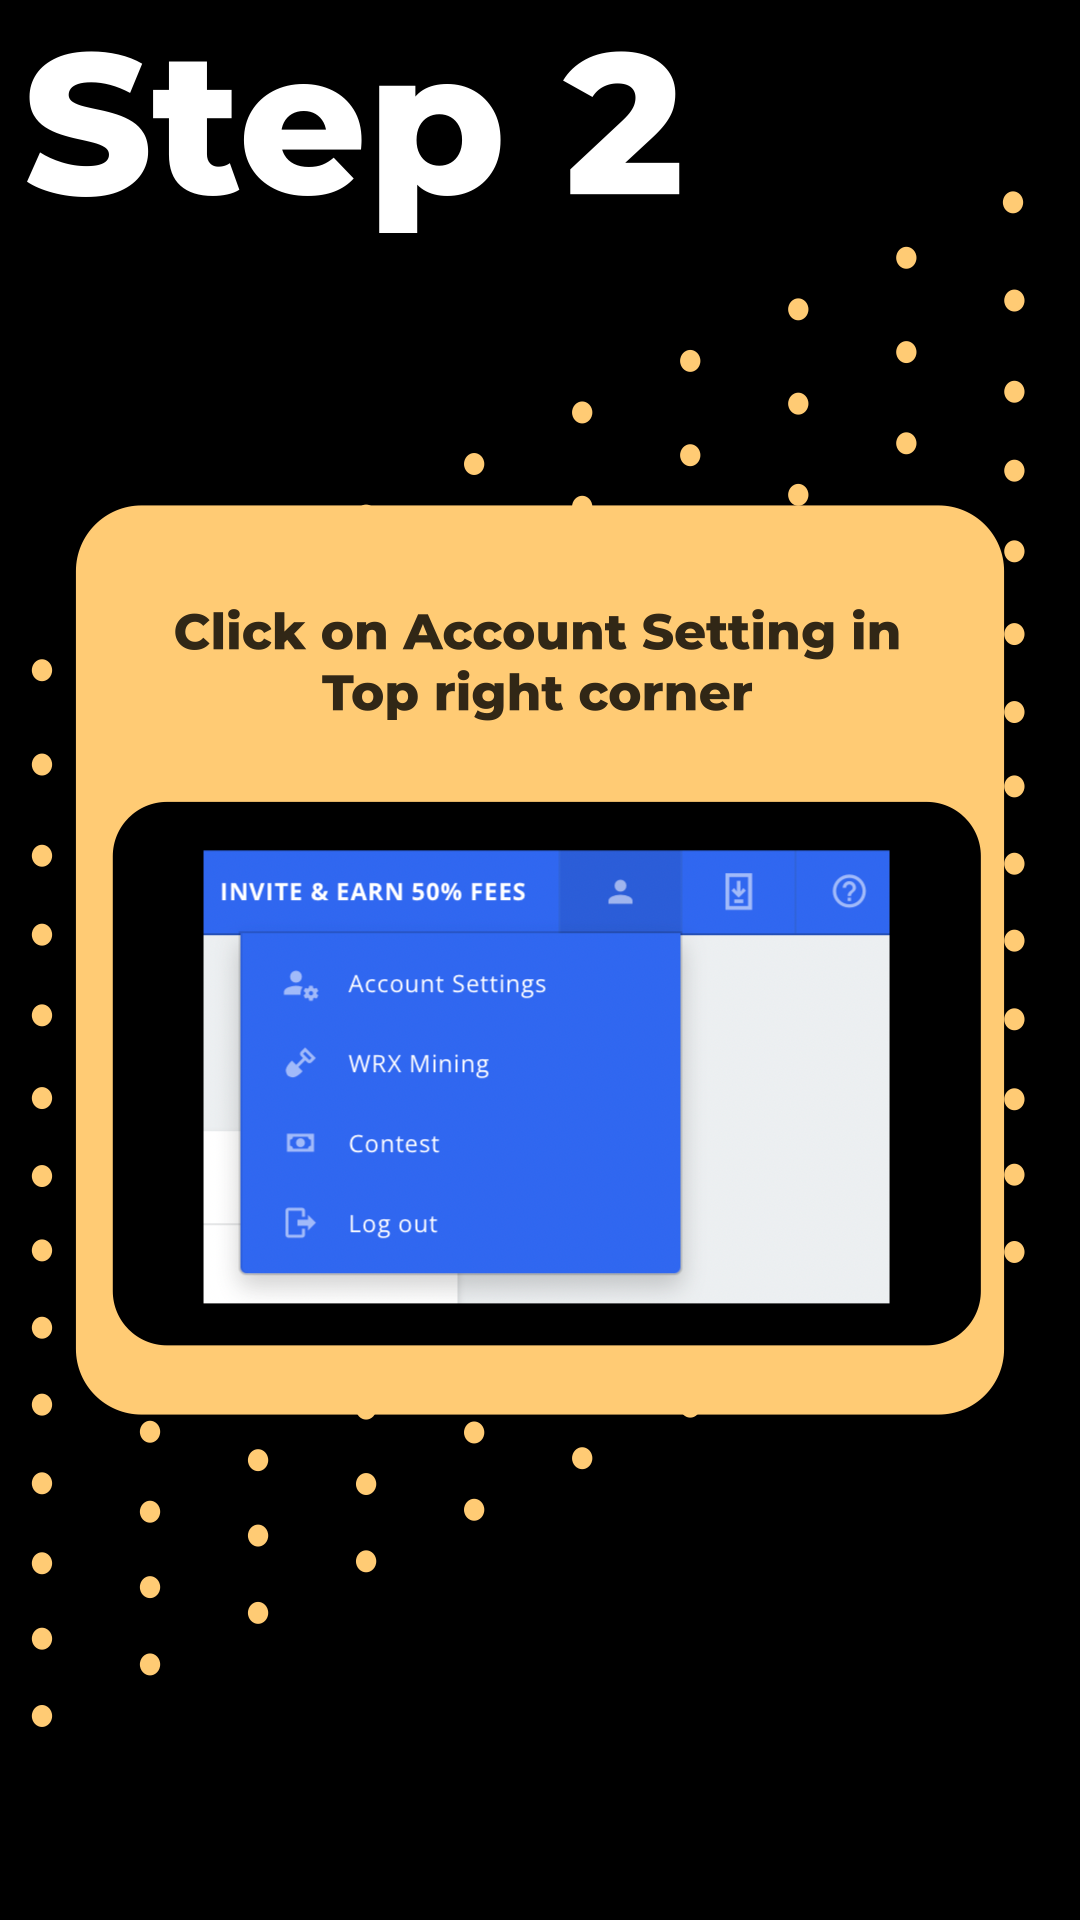 Step 2
Click on Account Setting in
Top right corner
INVITE & EARN 50% FEES
Account Settings
WRX Mining
Contest
Log out